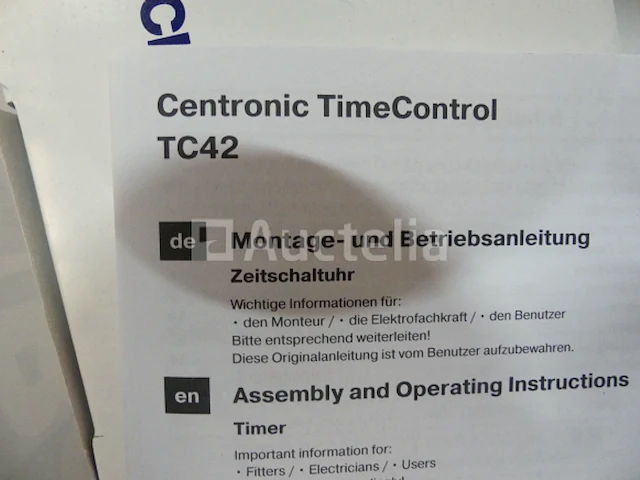 Centronic TimeControl
TC42
de
Montage- und Betriebsanleitung
Auctelia
Zeitschaltuhr
Wichtige Informationen für:
• den Monteur / • die Elektrofachkraft / • den Benutzer
Bitte entsprechend weiterleiten!
Diese Originalanleitung ist vom Benutzer aufzubewahren.
en
Assembly and Operating Instructions
Timer
Important information for:
• Fitters / • Electricians / • Users